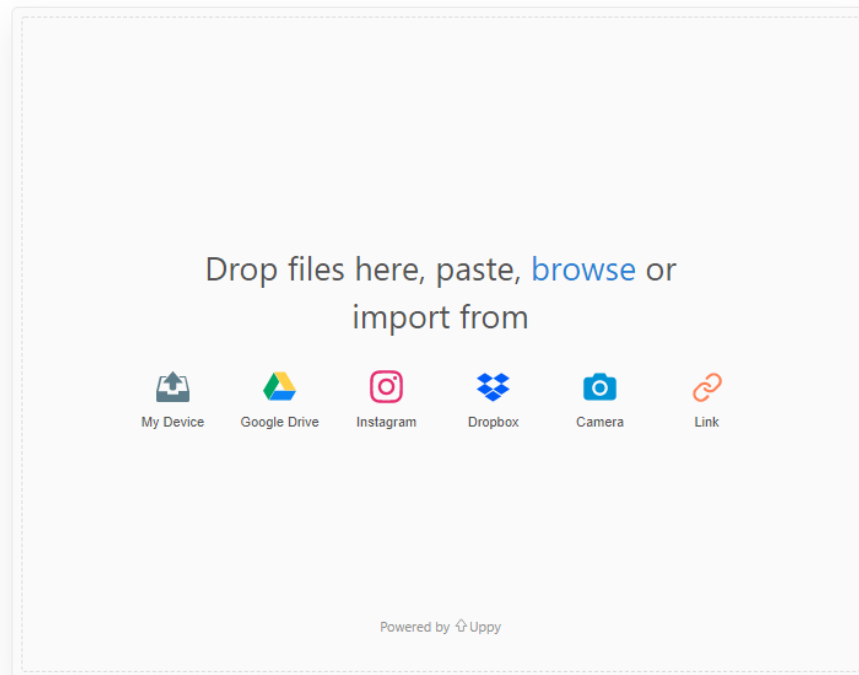 Drop files here, paste, browse or
import from
My Device Google Drive Instagram Dropbox Camera Link
Powered by Uppy